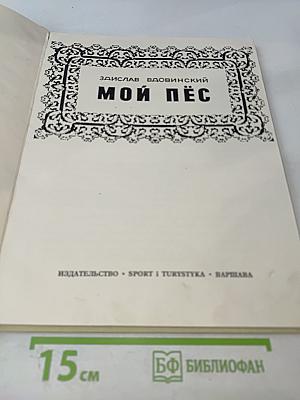 ЗДИСЛАВ ВДОВИНСКИЙ
МОЙ ПЁС
ИЗДАТЕЛЬСТВО • SPORT i TURYSTYKA • ВАРШАВА
15 см БФ БИБЛИОФАН